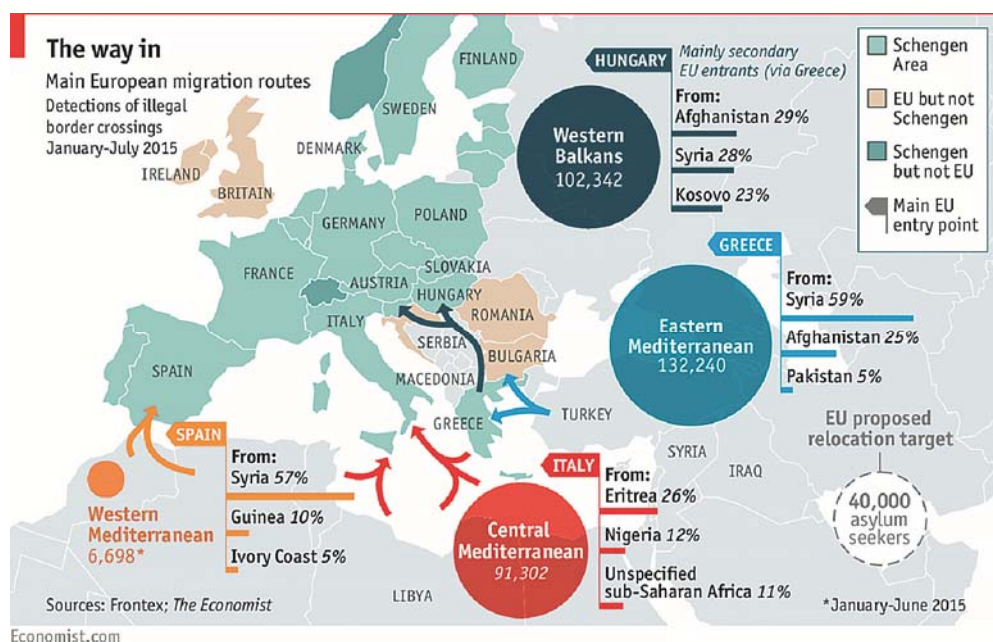 The way in
Main European migration routes
Detections of illegal
border crossings
January-July 2015
FINLAND
SWEDEN
DENMARK
IRELAND
BRITAIN
GERMANY
POLAND
FRANCE
SLOVAKIA
AUSTRIA
HUNGARY
ITALY
ROMANIA
SERBIA
BULGARIA
SPAIN
MACEDONIA
GREECE
TURKEY
SYRIA
IRAQ
LIBYA
HUNGARY
Mainly secondary
EU entrants (via Greece)
Western
Balkans
102,342
From:
Afghanistan 29%
Syria 28%
Kosovo 23%
Schengen
Area
EU but not
Schengen
Schengen
but not EU
Main EU
entry point
GREECE
Eastern
Mediterranean
132,240
From:
Syria 59%
Afghanistan 25%
Pakistan 5%
EU proposed
relocation target
40,000
asylum
seekers
SPAIN
Western
Mediterranean
6,698*
From:
Syria 57%
Guinea 10%
Ivory Coast 5%
ITALY
Central
Mediterranean
91,302
From:
Eritrea 26%
Nigeria 12%
Unspecified
sub-Saharan Africa 11%
Sources: Frontex; The Economist
*January-June 2015
Economist.com